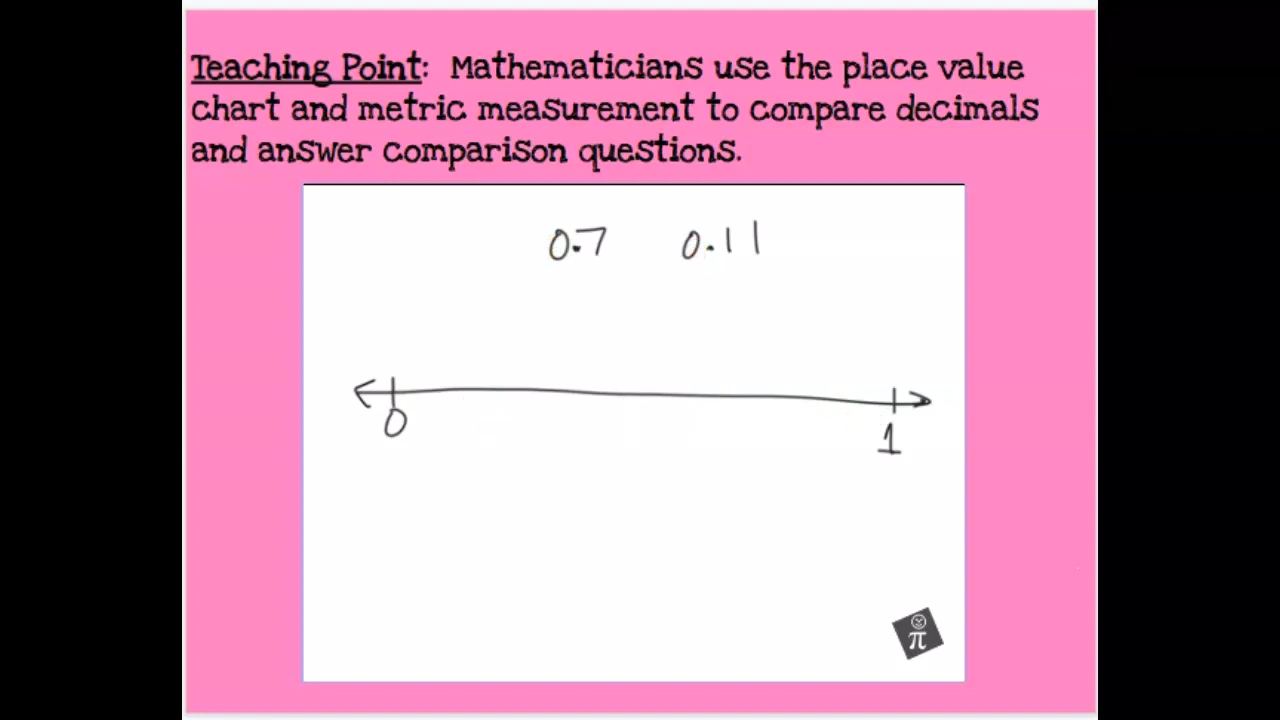 Teaching Point: Mathematicians use the place value
chart and metric measurement to compare decimals
and answer comparison questions.
0.7 0.11
0 1
π